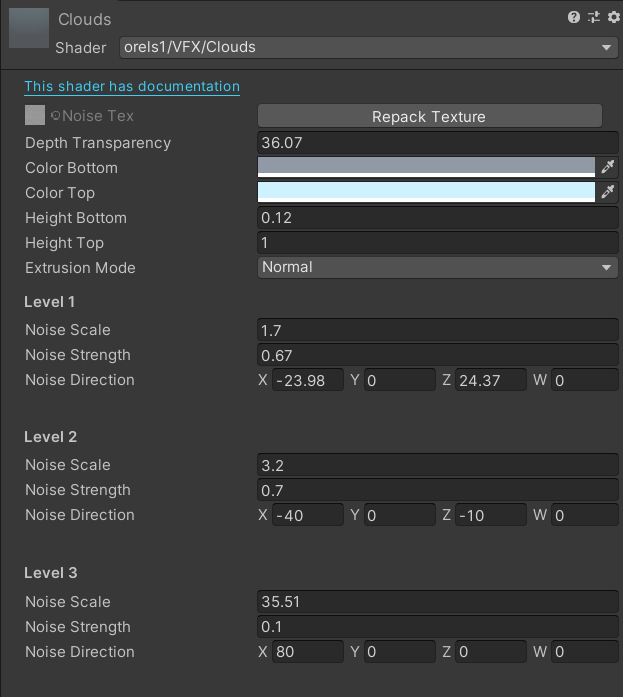 Clouds
Shader orels1/VFX/Clouds
This shader has documentation
Noise Tex Repack Texture
Depth Transparency 36.07
Color Bottom
Color Top
Height Bottom 0.12
Height Top 1
Extrusion Mode Normal
Level 1
Noise Scale 1.7
Noise Strength 0.67
Noise Direction X -23.98 Y 0 Z 24.37 W 0
Level 2
Noise Scale 3.2
Noise Strength 0.7
Noise Direction X -40 Y 0 Z -10 W 0
Level 3
Noise Scale 35.51
Noise Strength 0.1
Noise Direction X 80 Y 0 Z 0 W 0